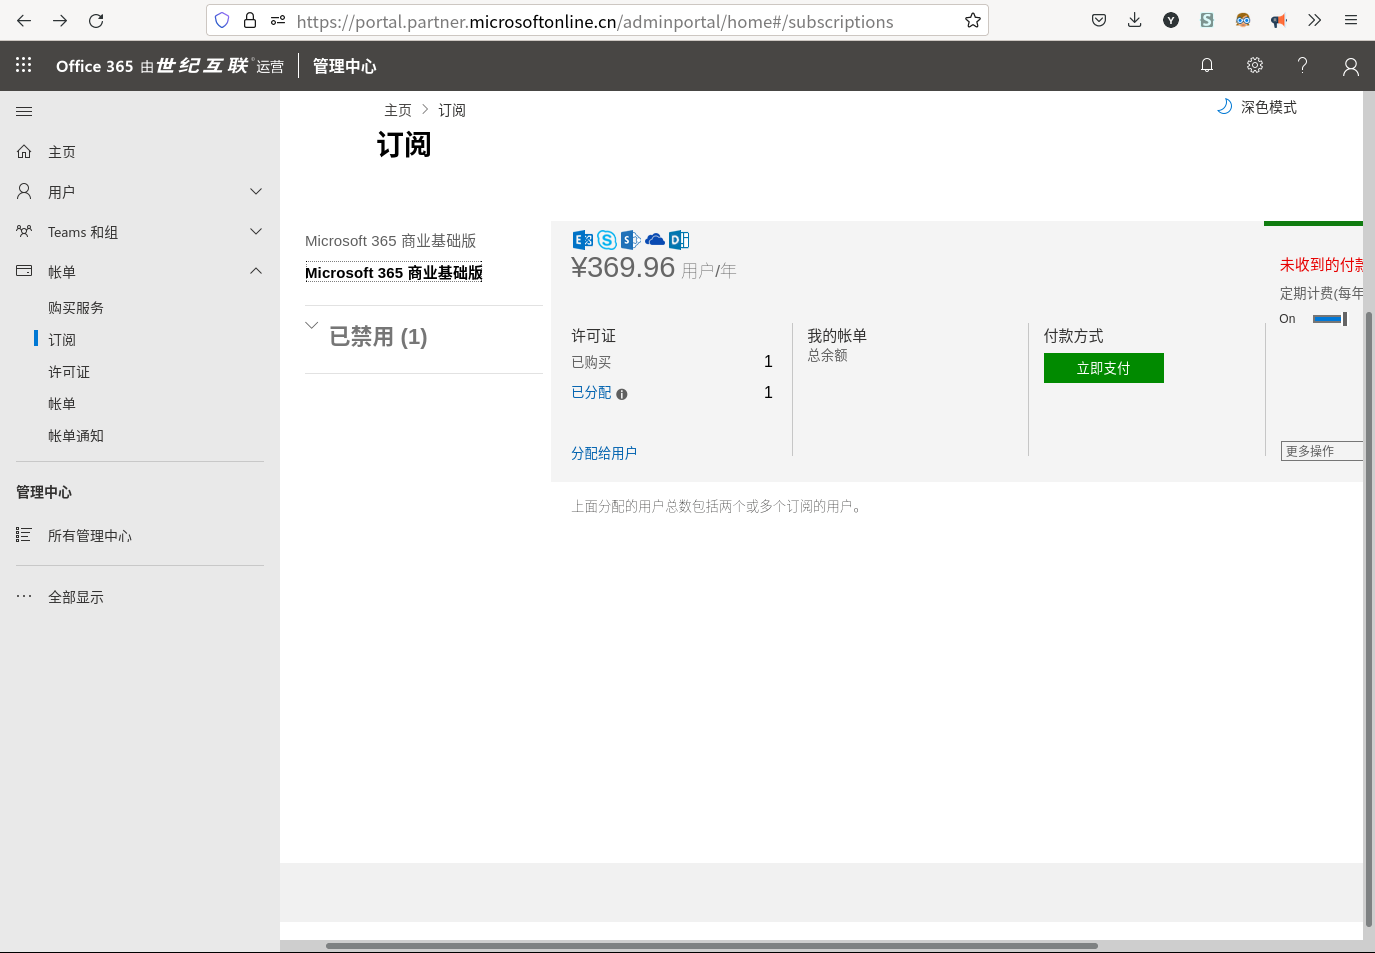 https://portal.partner.microsoftonline.cn/adminportal/home#/subscriptions
Office 365 由世纪互联运营 管理中心
主页 订阅
深色模式
订阅
主页
用户
Teams 和组
帐单
购买服务
订阅
许可证
帐单
帐单通知
管理中心
所有管理中心
全部显示
Microsoft 365 商业基础版
Microsoft 365 商业基础版
已禁用 (1)
¥369.96 用户/年
许可证
已购买 1
已分配 1
分配给用户
我的帐单
总余额
付款方式
立即支付
未收到的付款
定期计费(每年
On
更多操作
上面分配的用户总数包括两个或多个订阅的用户。